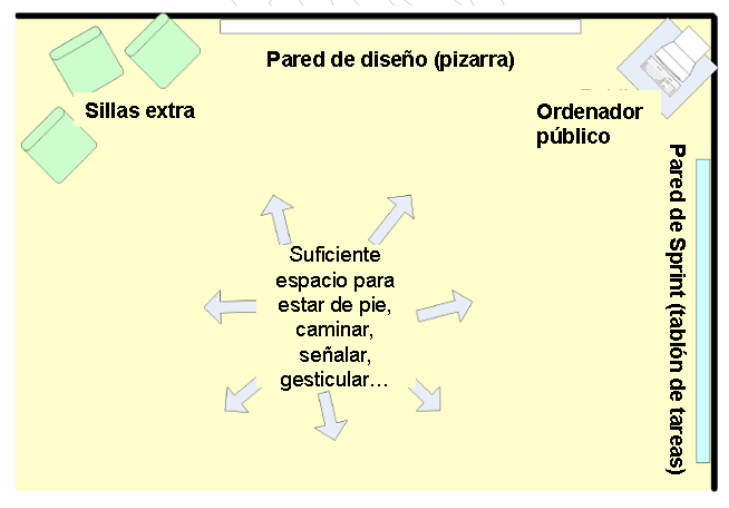 Pared de diseño (pizarra)
Sillas extra
Ordenador
público
Pared de Sprint (tablón de tareas)
Suficiente
espacio para
estar de pie,
caminar,
señalar,
gesticular…